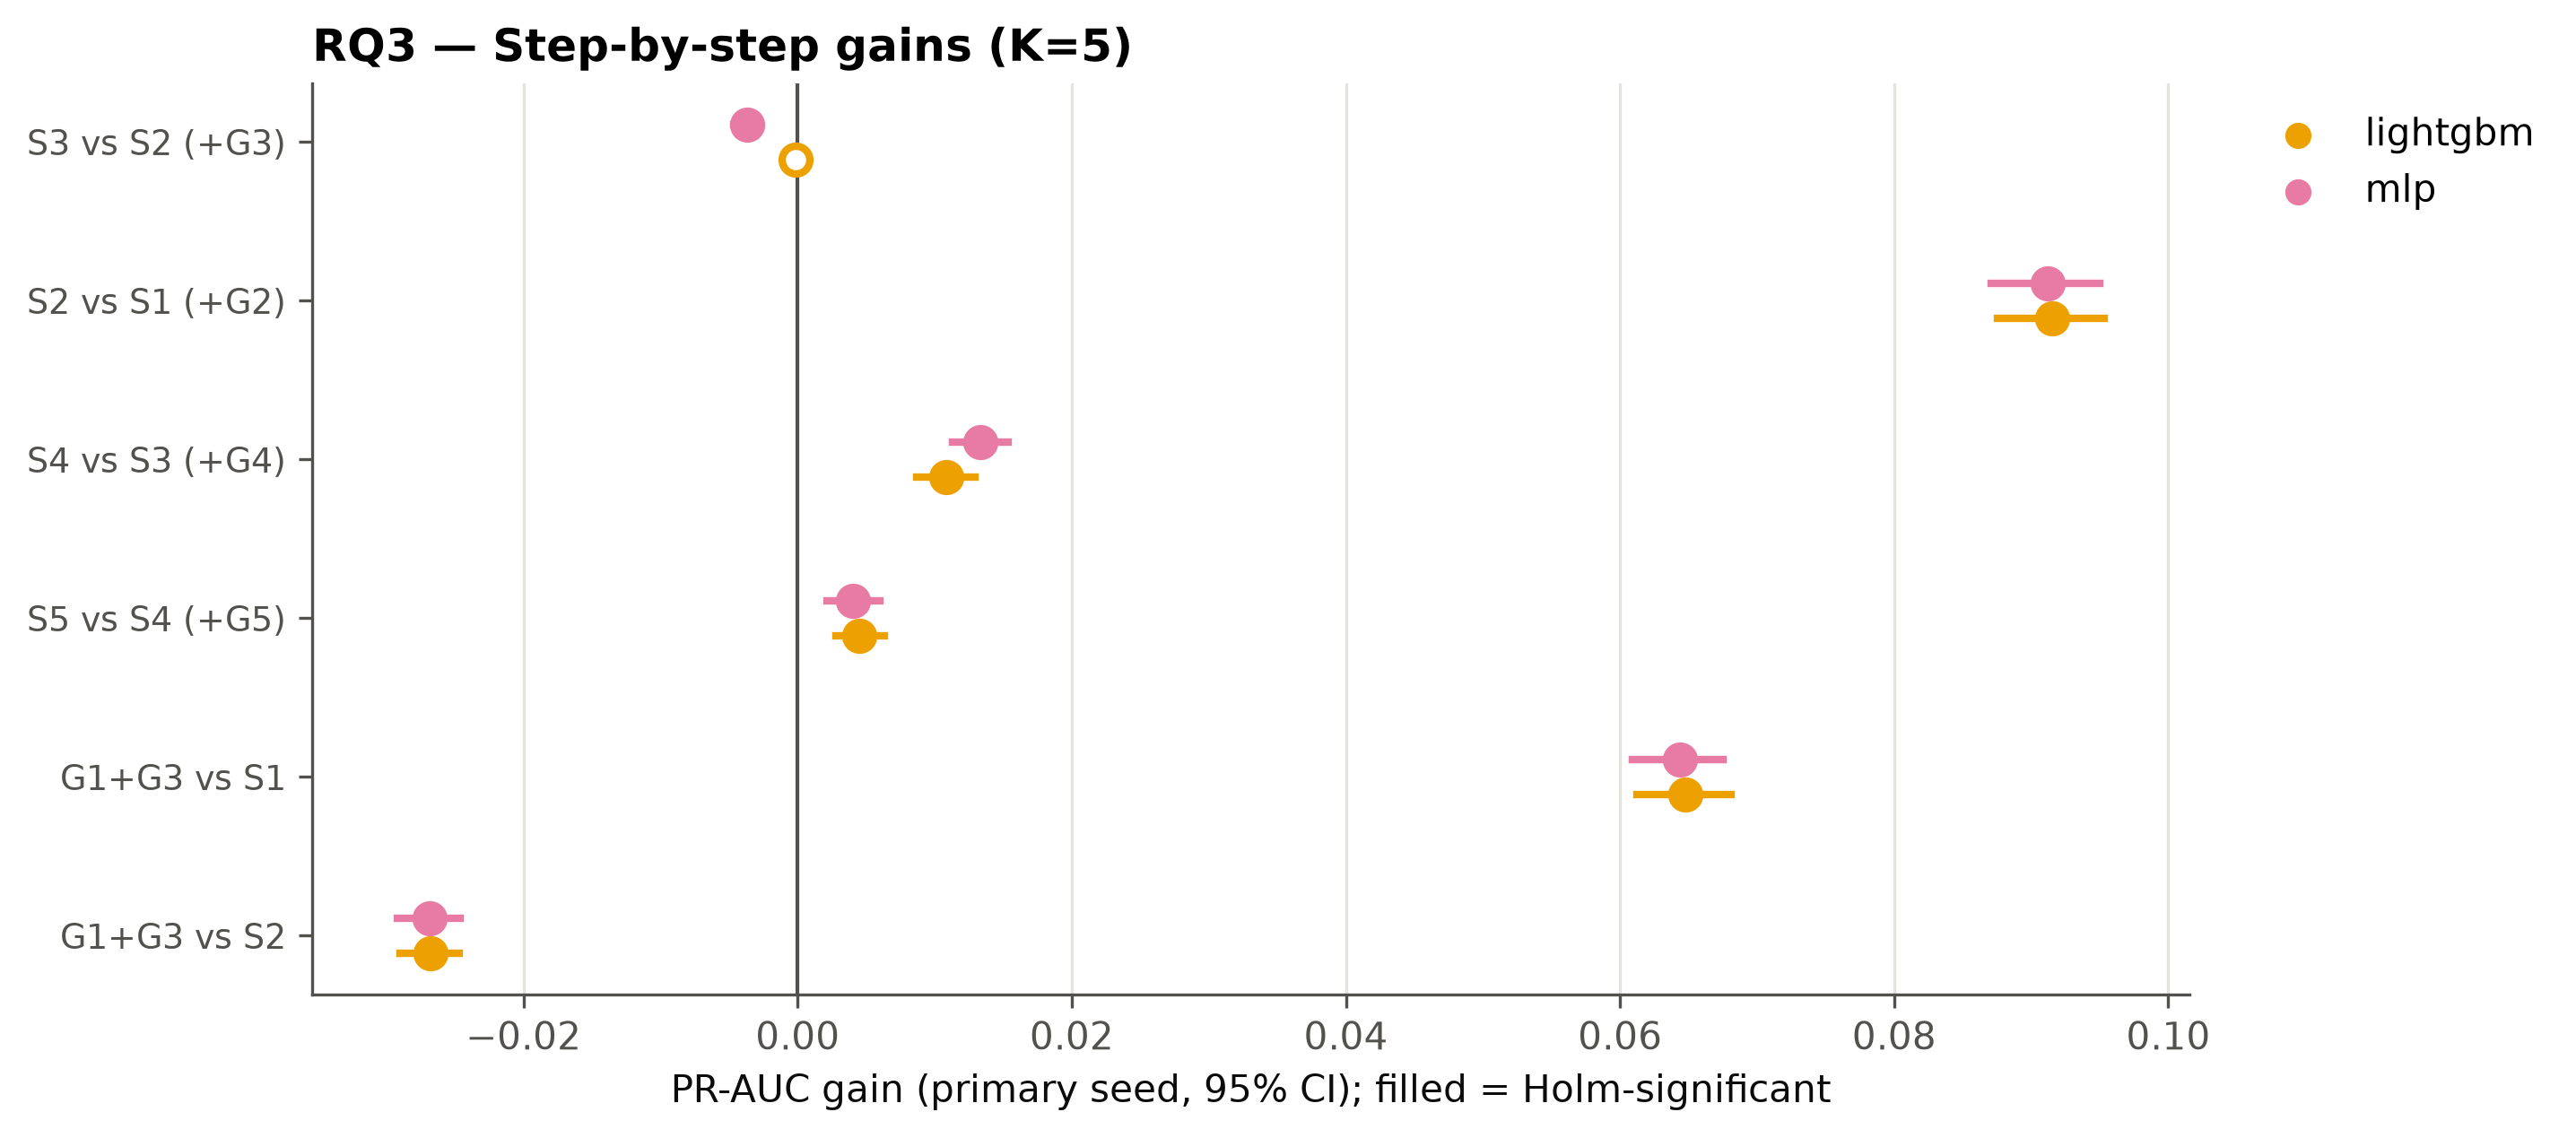 RQ3 — Step-by-step gains (K=5)
S3 vs S2 (+G3)
S2 vs S1 (+G2)
S4 vs S3 (+G4)
S5 vs S4 (+G5)
G1+G3 vs S1
G1+G3 vs S2
lightgbm
mlp
−0.02 0.00 0.02 0.04 0.06 0.08 0.10
PR-AUC gain (primary seed, 95% CI); filled = Holm-significant